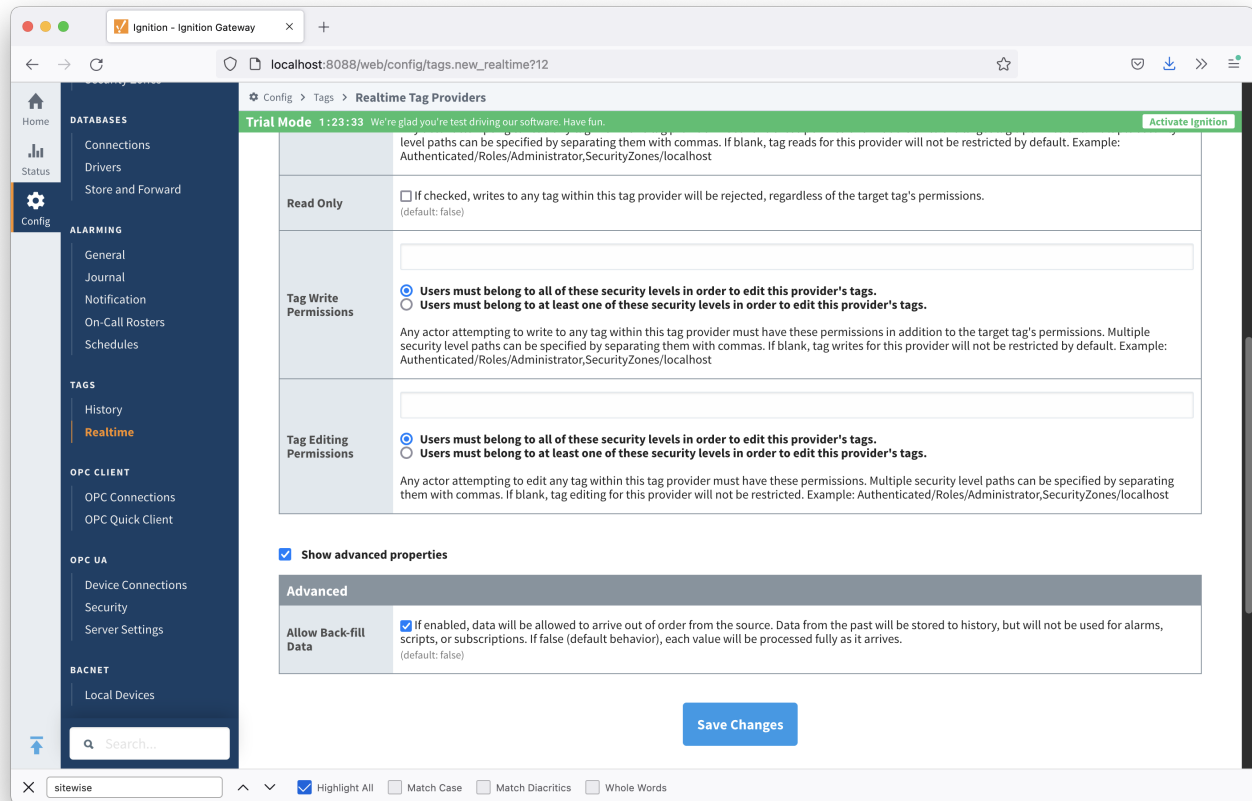 Ignition - Ignition Gateway
localhost:8088/web/config/tags.new_realtime?12
Home
Status
Config
Security Zones
DATABASES
Connections
Drivers
Store and Forward
ALARMING
General
Journal
Notification
On-Call Rosters
Schedules
TAGS
History
Realtime
OPC CLIENT
OPC Connections
OPC Quick Client
OPC UA
Device Connections
Security
Server Settings
BACNET
Local Devices
Search...
Config > Tags > Realtime Tag Providers
Trial Mode 1:23:33 We're glad you're test driving our software. Have fun.
Activate Ignition
level paths can be specified by separating them with commas. If blank, tag reads for this provider will not be restricted by default. Example:
Authenticated/Roles/Administrator,SecurityZones/localhost
Read Only
If checked, writes to any tag within this tag provider will be rejected, regardless of the target tag's permissions.
(default: false)
Tag Write
Permissions
Users must belong to all of these security levels in order to edit this provider's tags.
Users must belong to at least one of these security levels in order to edit this provider's tags.
Any actor attempting to write to any tag within this tag provider must have these permissions in addition to the target tag's permissions. Multiple
security level paths can be specified by separating them with commas. If blank, tag writes for this provider will not be restricted by default. Example:
Authenticated/Roles/Administrator,SecurityZones/localhost
Tag Editing
Permissions
Users must belong to all of these security levels in order to edit this provider's tags.
Users must belong to at least one of these security levels in order to edit this provider's tags.
Any actor attempting to edit any tag within this tag provider must have these permissions. Multiple security level paths can be specified by separating
them with commas. If blank, tag editing for this provider will not be restricted. Example: Authenticated/Roles/Administrator,SecurityZones/localhost
Show advanced properties
Advanced
Allow Back-fill
Data
If enabled, data will be allowed to arrive out of order from the source. Data from the past will be stored to history, but will not be used for alarms,
scripts, or subscriptions. If false (default behavior), each value will be processed fully as it arrives.
(default: false)
Save Changes
sitewise
Highlight All
Match Case
Match Diacritics
Whole Words